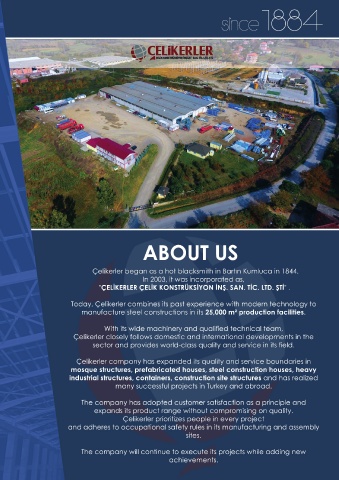 since 1884
ÇELİKERLER
ABOUT US
Çelikerler began as a hot blacksmith in Bartın Kumluca in 1844.
In 2003, it was incorporated as,
"ÇELİKERLER ÇELİK KONSTRÜKSİYON İNŞ. SAN. TİC. LTD. ŞTİ" .
Today, Çelikerler combines its past experience with modern technology to
manufacture steel constructions in its 25,000 m² production facilities.
With its wide machinery and qualified technical team,
Çelikerler closely follows domestic and international developments in the
sector and provides world-class quality and service in its field.
Çelikerler company has expanded its quality and service boundaries in
mosque structures, prefabricated houses, steel construction houses, heavy
industrial structures, containers, construction site structures and has realized
many successful projects in Turkey and abroad.
The company has adopted customer satisfaction as a principle and
expands its product range without compromising on quality.
Çelikerler prioritizes people in every project
and adheres to occupational safety rules in its manufacturing and assembly
sites.
The company will continue to execute its projects while adding new
achievements.